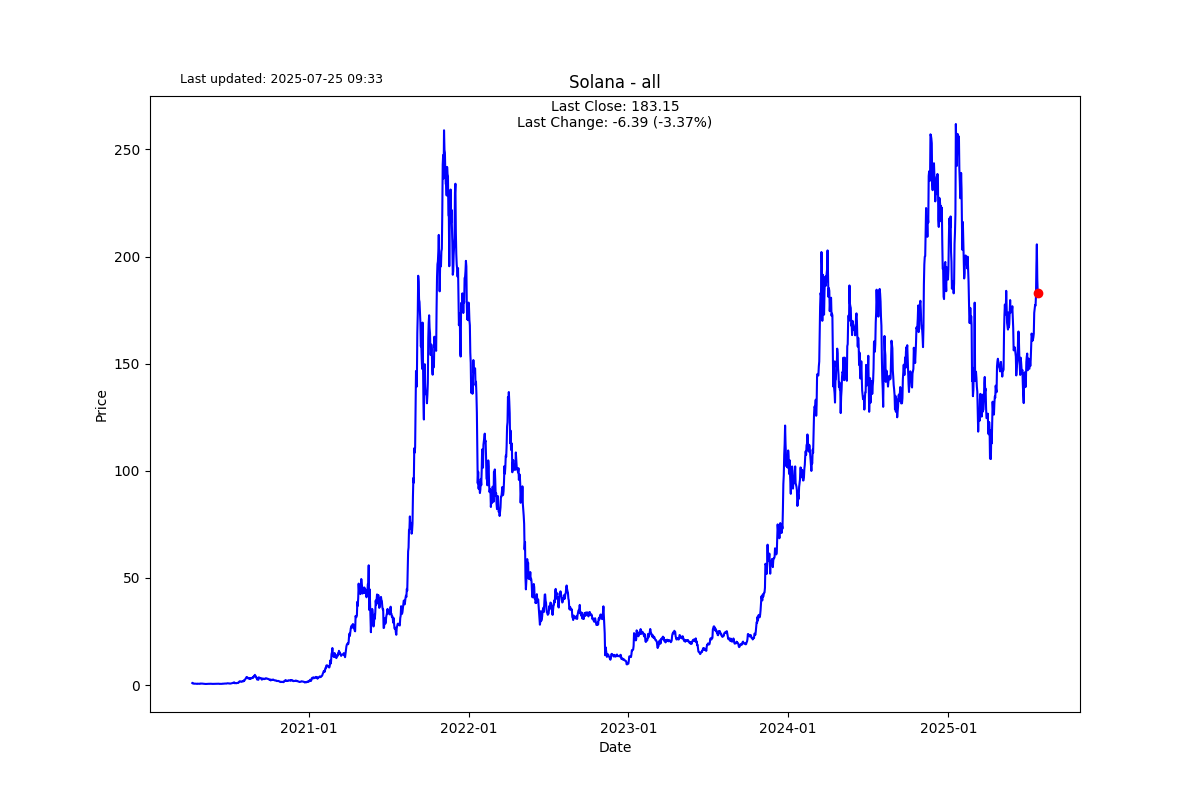 Last updated: 2025-07-25 09:33
Solana - all
Last Close: 183.15
Last Change: -6.39 (-3.37%)
250
200
150
100
50
0
Price
2021-01
2022-01
2023-01
2024-01
2025-01
Date